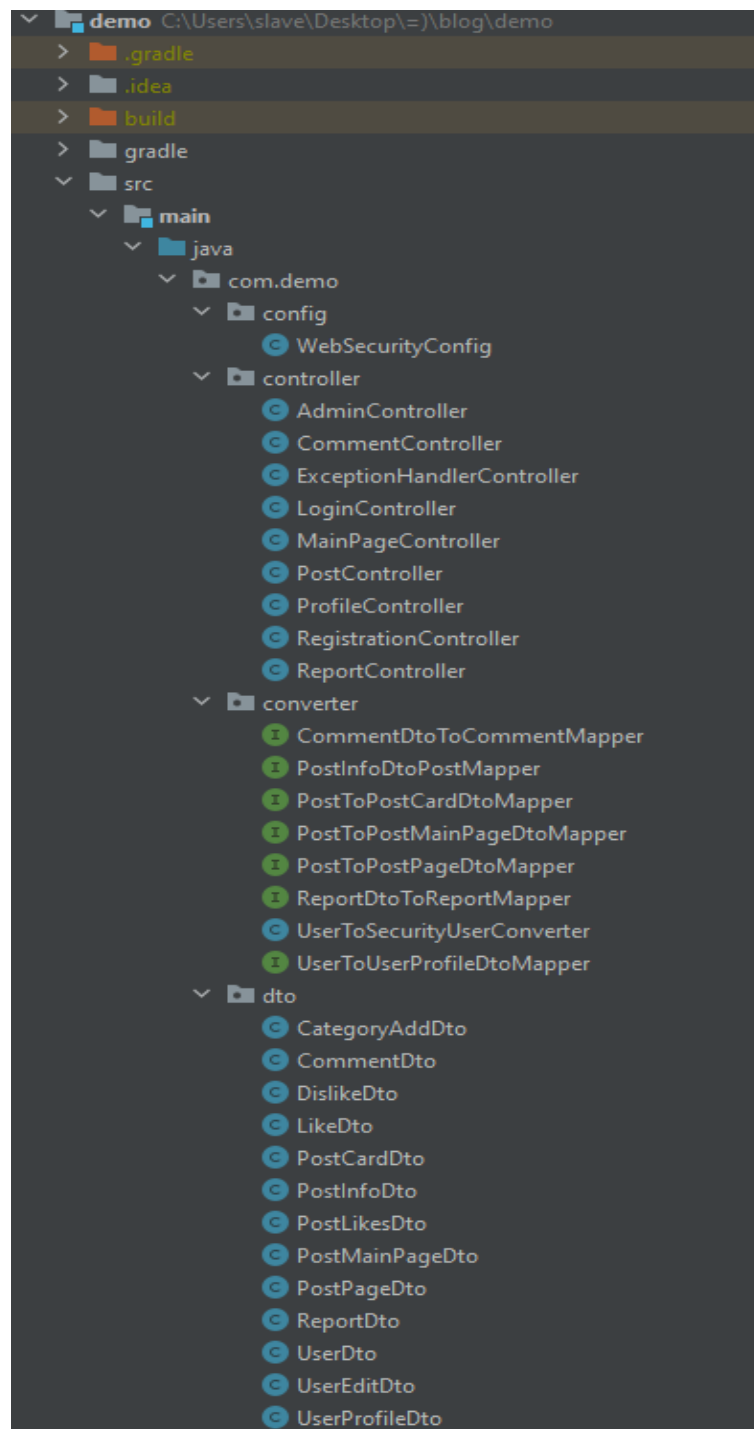 demo C:\Users\slave\Desktop\=)\blog\demo
.gradle
.idea
build
gradle
src
main
java
com.demo
config
WebSecurityConfig
controller
AdminController
CommentController
ExceptionHandlerController
LoginController
MainPageController
PostController
ProfileController
RegistrationController
ReportController
converter
CommentDtoToCommentMapper
PostInfoDtoPostMapper
PostToPostCardDtoMapper
PostToPostMainPageDtoMapper
PostToPostPageDtoMapper
ReportDtoToReportMapper
UserToSecurityUserConverter
UserToUserProfileDtoMapper
dto
CategoryAddDto
CommentDto
DislikeDto
LikeDto
PostCardDto
PostInfoDto
PostLikesDto
PostMainPageDto
PostPageDto
ReportDto
UserDto
UserEditDto
UserProfileDto